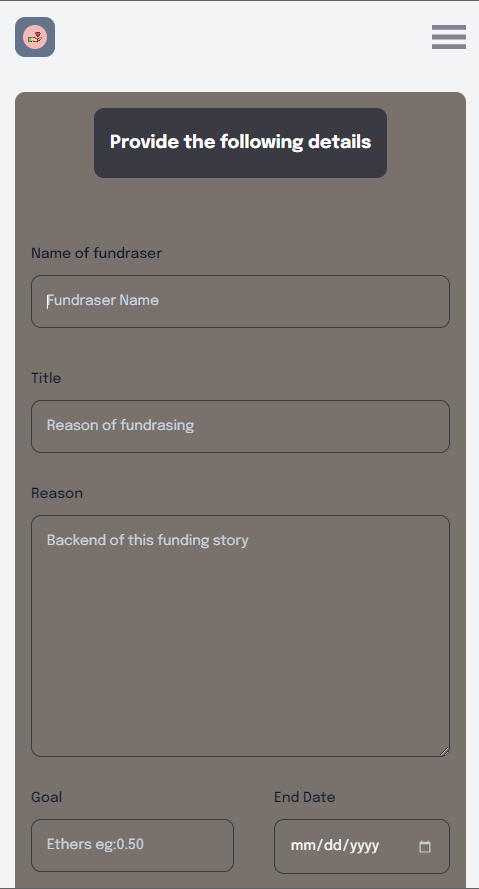 Provide the following details
Name of fundraser
Fundraser Name
Title
Reason of fundrasing
Reason
Backend of this funding story
Goal
End Date
Ethers eg:0.50
mm/dd/yyyy